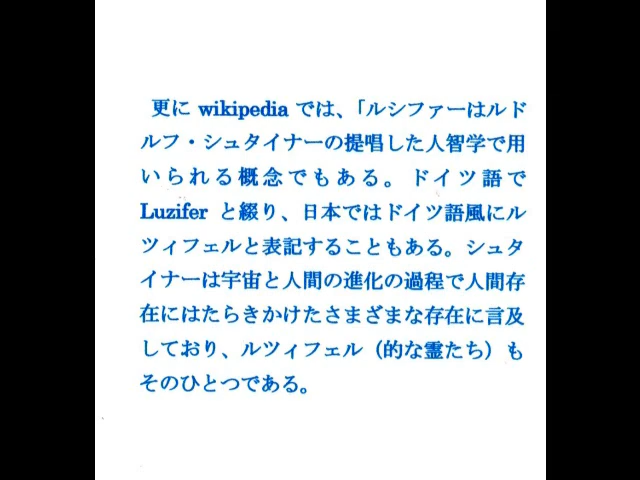 更に wikipedia では、「ルシファーはルド
ルフ・シュタイナーの提唱した人智学で用
いられる概念でもある。ドイツ語で
Luzifer と綴り、日本ではドイツ語風にル
ツィフェルと表記することもある。シュタ
イナーは宇宙と人間の進化の過程で人間存
在にはたらきかけたさまざまな存在に言及
しており、ルツィフェル（的な霊たち）も
そのひとつである。